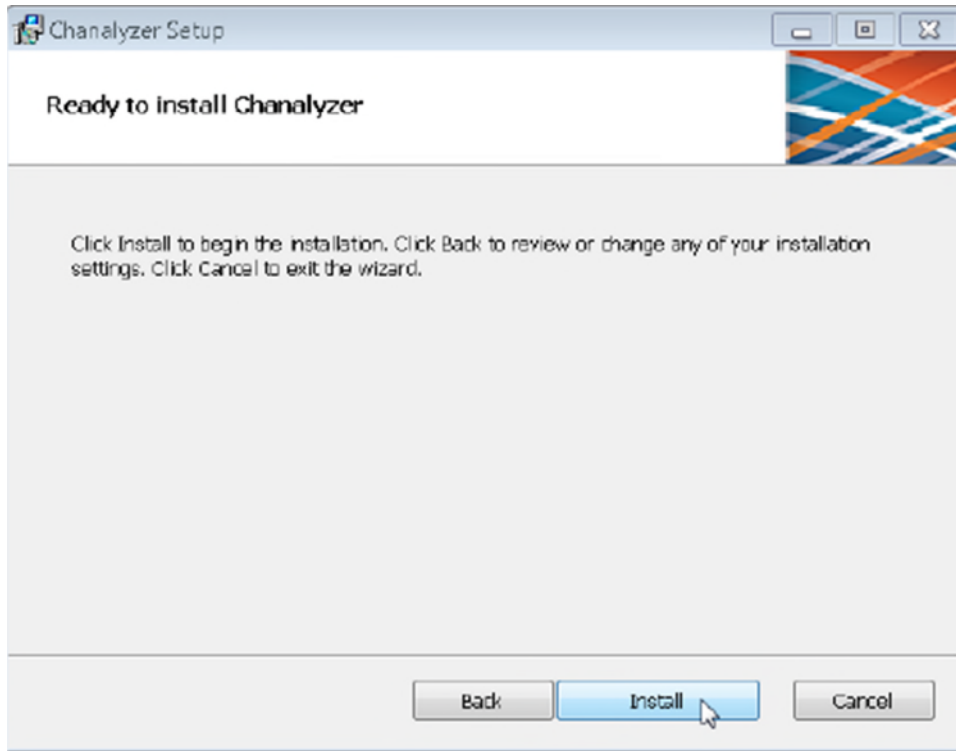 Chanalyzer Setup
Ready to install Chanalyzer
Click Install to begin the installation. Click Back to review or change any of your installation
settings. Click Cancel to exit the wizard.
Back Install Cancel